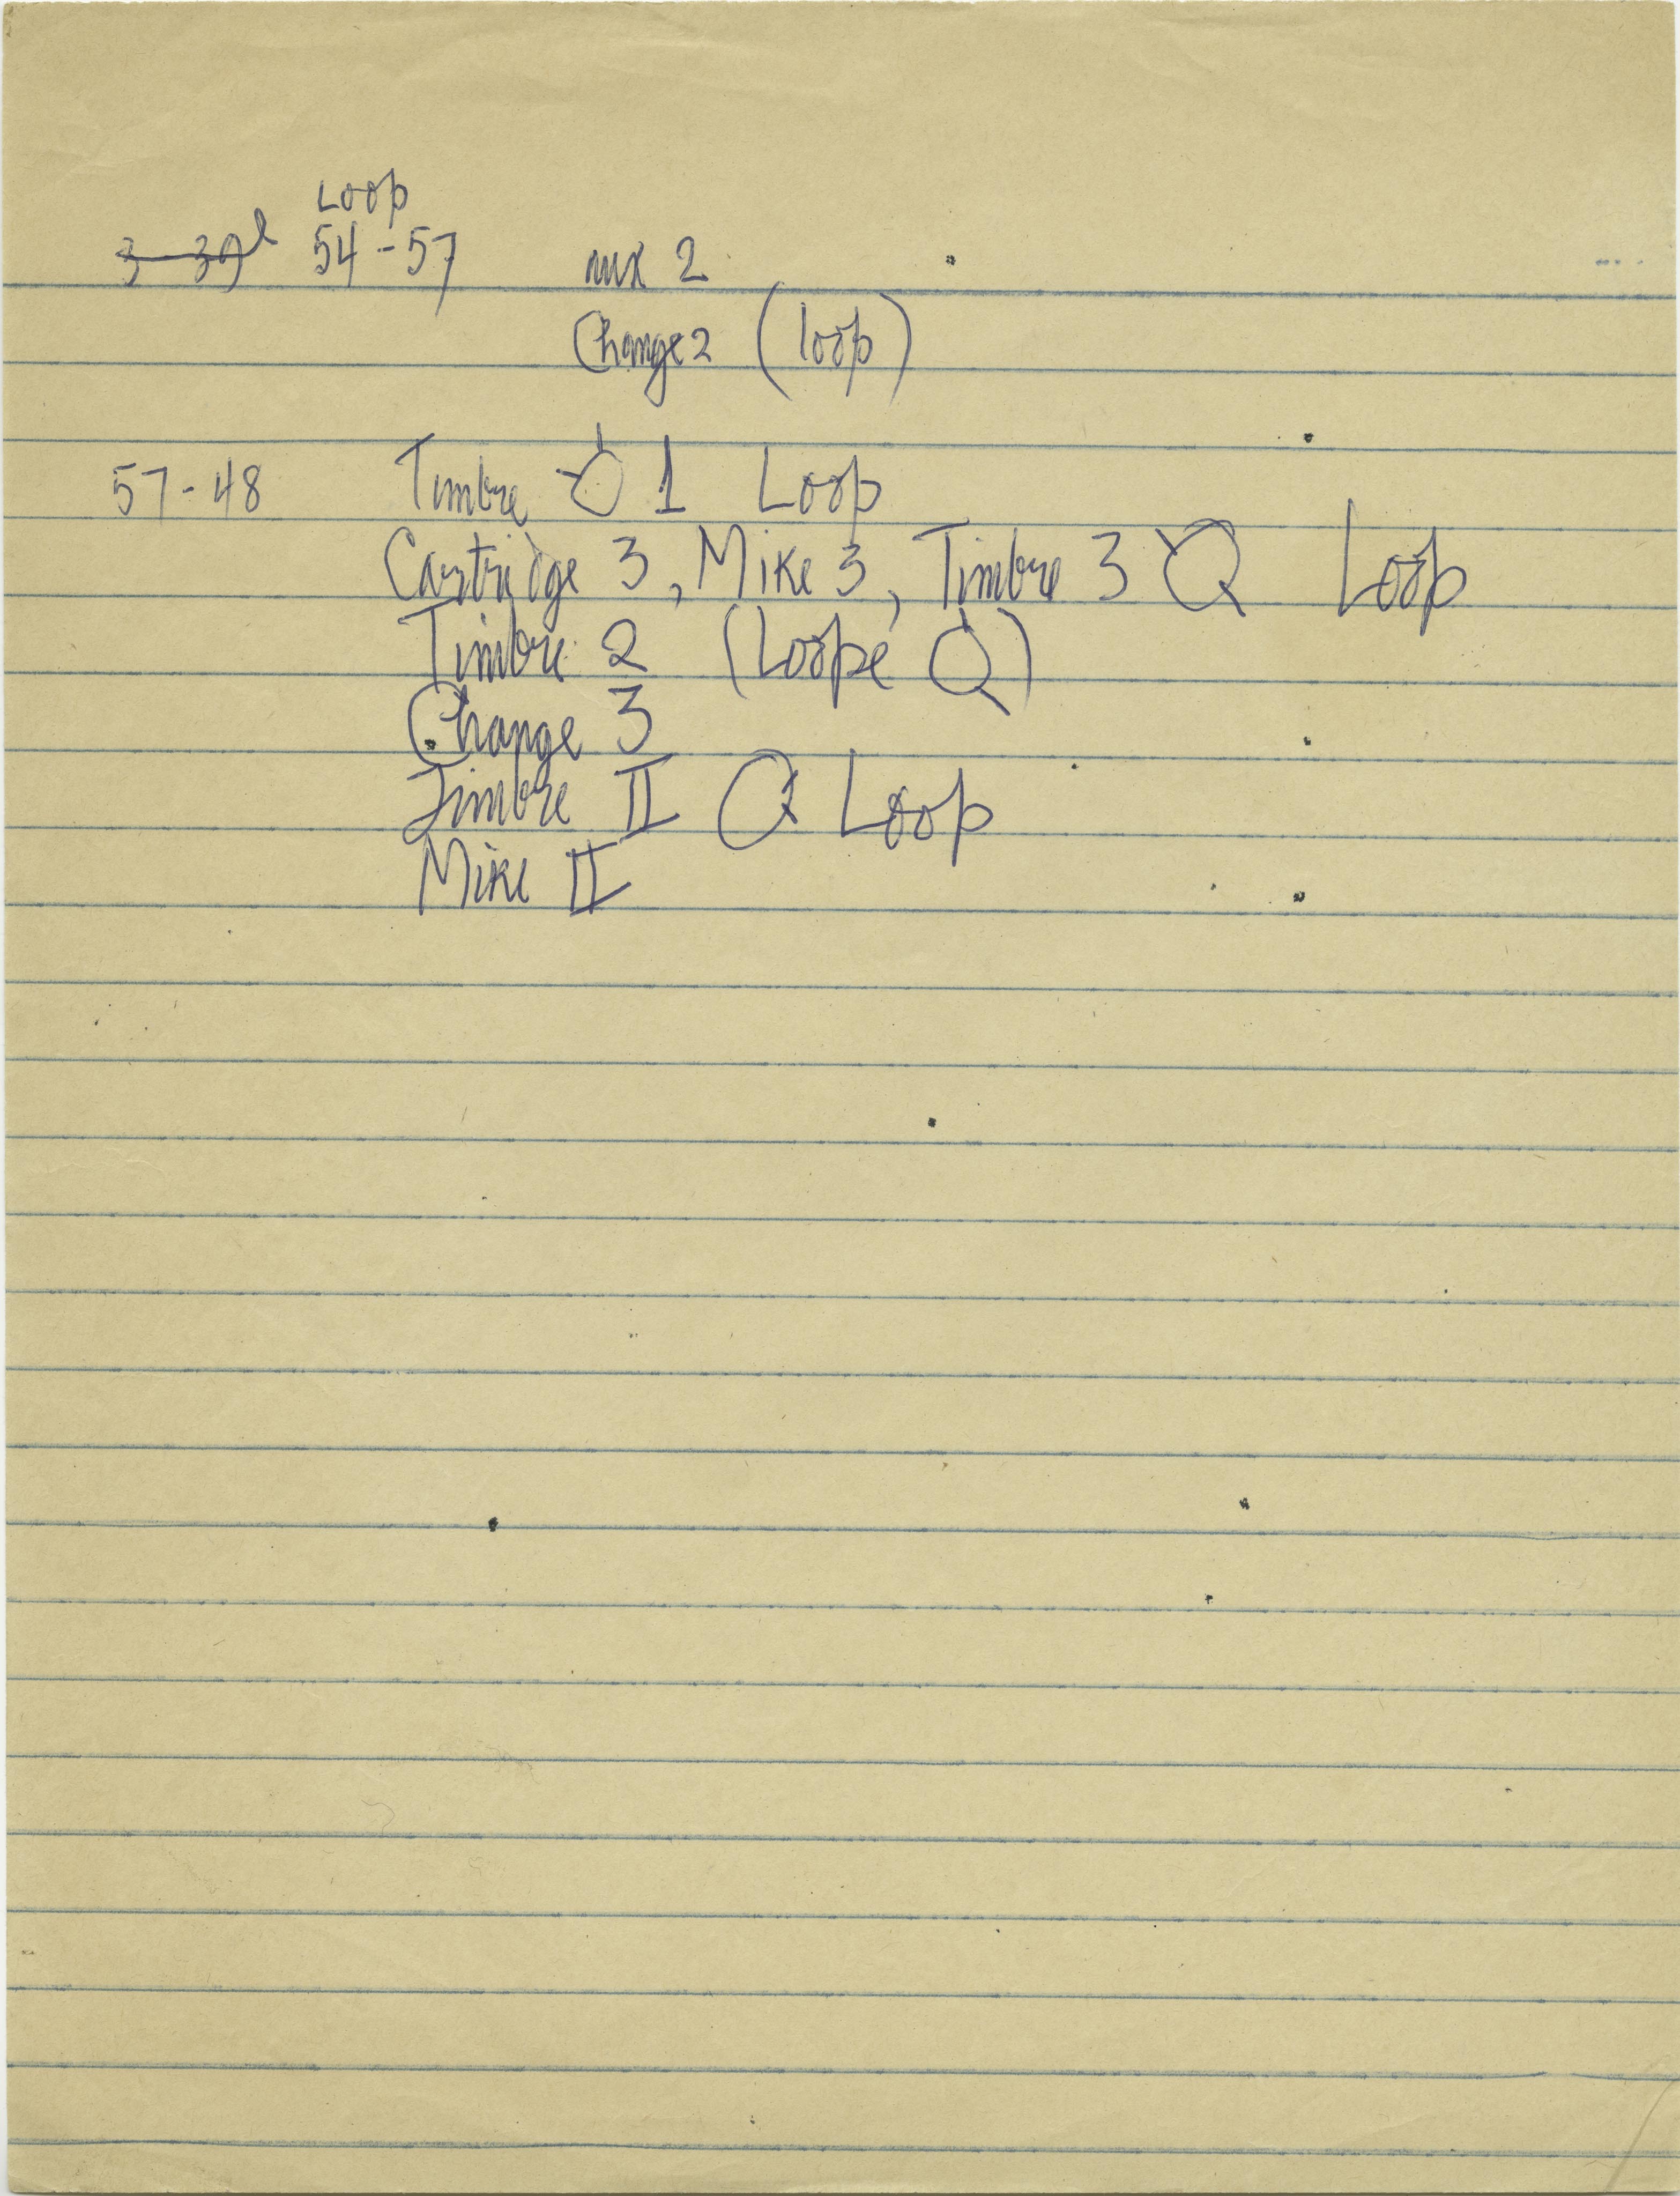 Loop
3-39 54-57 mix 2
Change 2 (loop)
57-48 Timbre 1 Loop
Cartridge 3, Mike 3, Timbre 3 Loop
Timbre 2 (Loope)
Change 3
Timbre II Loop
Mike II